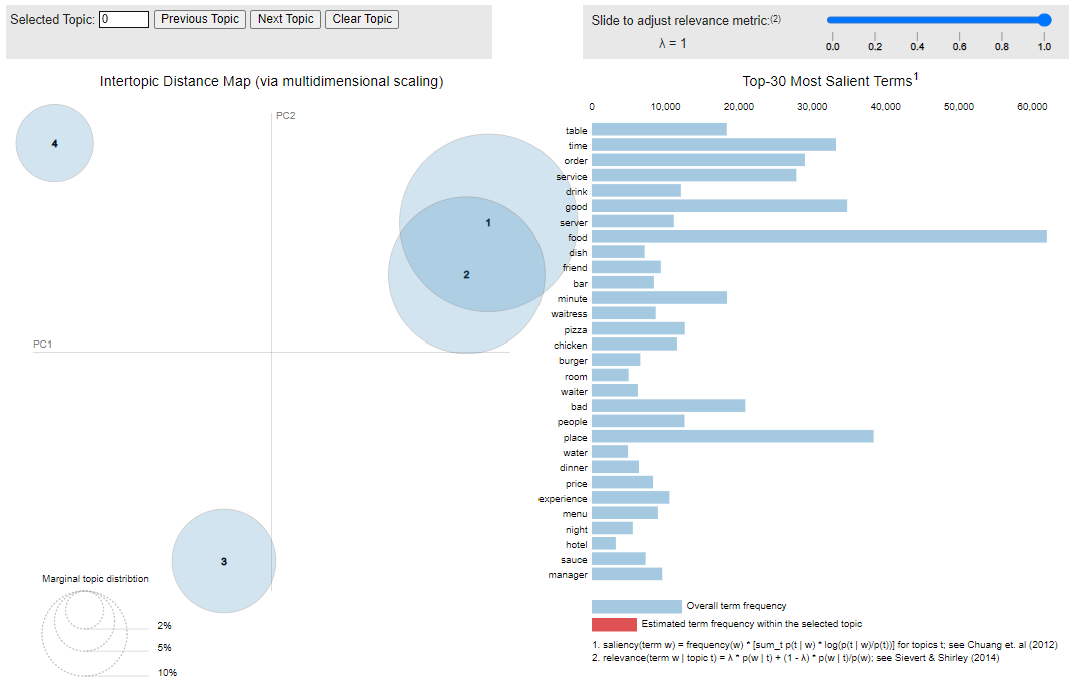 Selected Topic: 0 Previous Topic Next Topic Clear Topic
Slide to adjust relevance metric:(2)
λ = 1
0.0 0.2 0.4 0.6 0.8 1.0
Intertopic Distance Map (via multidimensional scaling)
PC2
PC1
4
1
2
3
Marginal topic distribtion
2%
5%
10%
Top-30 Most Salient Terms1
0 10,000 20,000 30,000 40,000 50,000 60,000
table
time
order
service
drink
good
server
food
dish
friend
bar
minute
waitress
pizza
chicken
burger
room
waiter
bad
people
place
water
dinner
price
experience
menu
night
hotel
sauce
manager
Overall term frequency
Estimated term frequency within the selected topic
1. saliency(term w) = frequency(w) * [sum_t p(t | w) * log(p(t | w)/p(t))] for topics t; see Chuang et. al (2012)
2. relevance(term w | topic t) = λ * p(w | t) + (1 - λ) * p(w | t)/p(w); see Sievert & Shirley (2014)